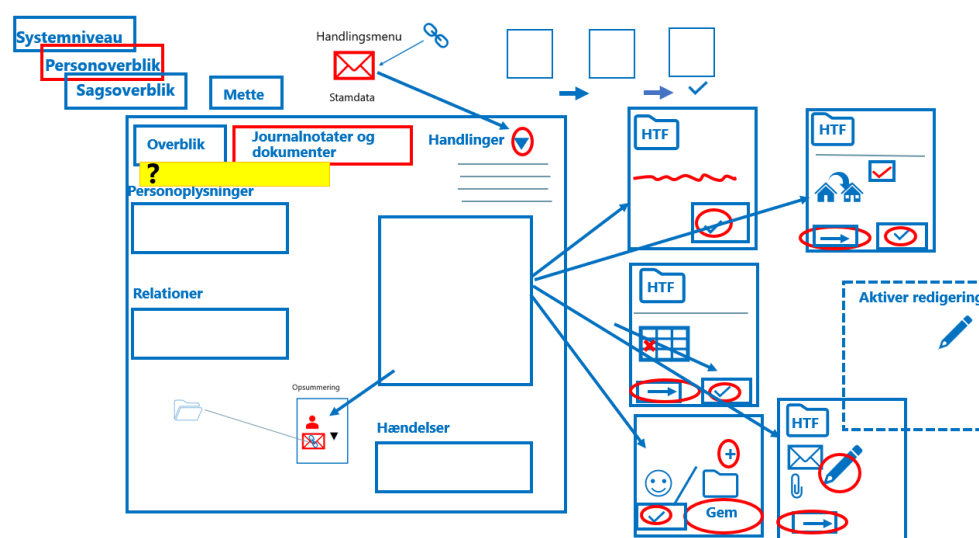 Systemniveau
Personoverblik
Sagsoverblik
Mette
Handlingsmenu
Stamdata
Overblik
Journalnotater og
dokumenter
Handlinger
?
Personoplysninger
Relationer
Opsummering
Hændelser
HTF
HTF
HTF
Aktiver redigering
HTF
+
Gem